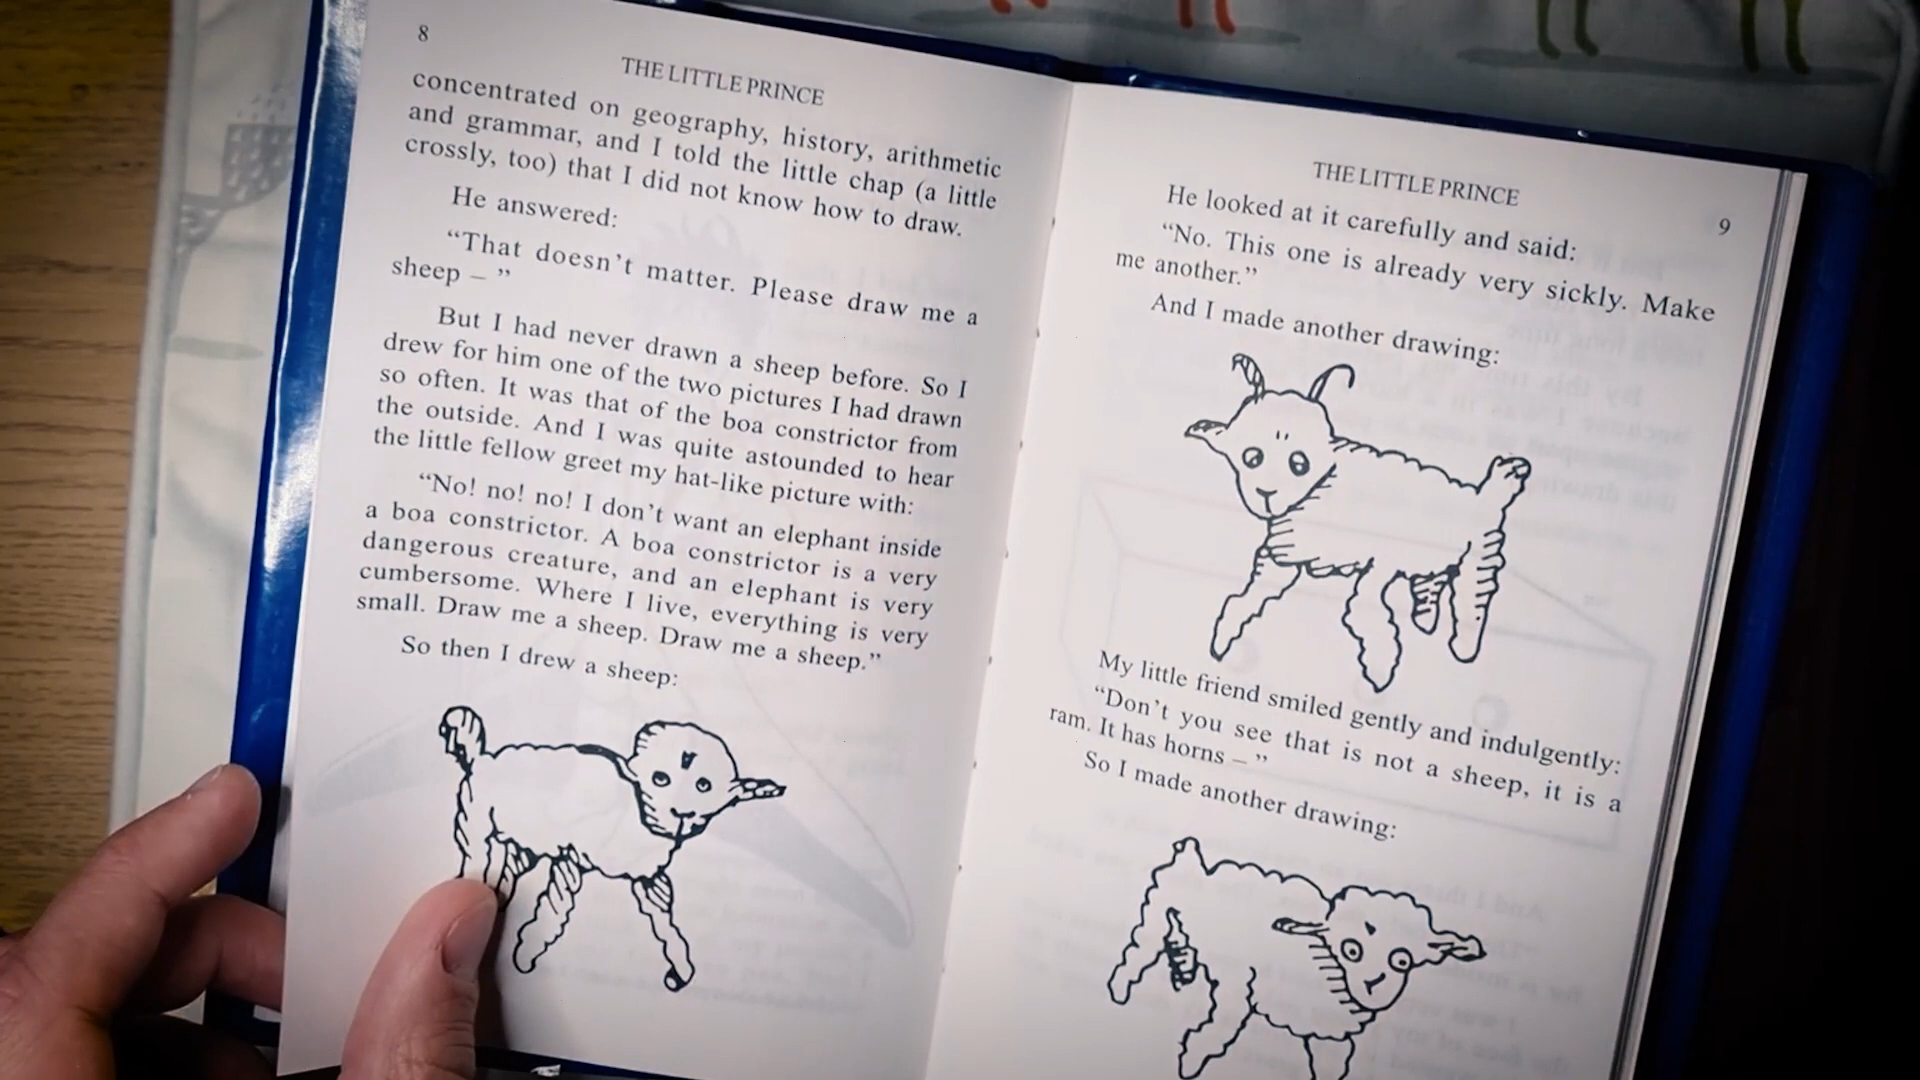 8
THE LITTLE PRINCE
concentrated on geography, history, arithmetic
and grammar, and I told the little chap (a little
crossly, too) that I did not know how to draw.
He answered:
“That doesn’t matter. Please draw me a
sheep – ”
But I had never drawn a sheep before. So I
drew for him one of the two pictures I had drawn
so often. It was that of the boa constrictor from
the outside. And I was quite astounded to hear
the little fellow greet my hat-like picture with:
“No! no! no! I don’t want an elephant inside
a boa constrictor. A boa constrictor is a very
dangerous creature, and an elephant is very
cumbersome. Where I live, everything is very
small. Draw me a sheep. Draw me a sheep.”
So then I drew a sheep:
THE LITTLE PRINCE
9
He looked at it carefully and said:
“No. This one is already very sickly. Make
me another.”
And I made another drawing:
My little friend smiled gently and indulgently:
“Don’t you see that is not a sheep, it is a
ram. It has horns – ”
So I made another drawing: